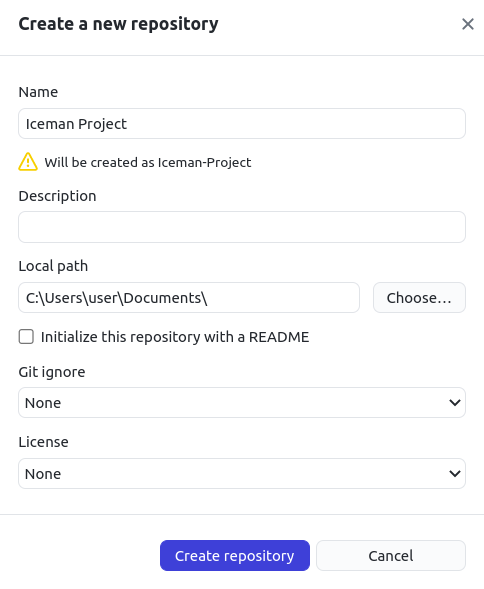 Create a new repository
Name
Iceman Project
Will be created as Iceman-Project
Description
Local path
C:\Users\user\Documents\
Choose...
Initialize this repository with a README
Git ignore
None
License
None
Create repository
Cancel